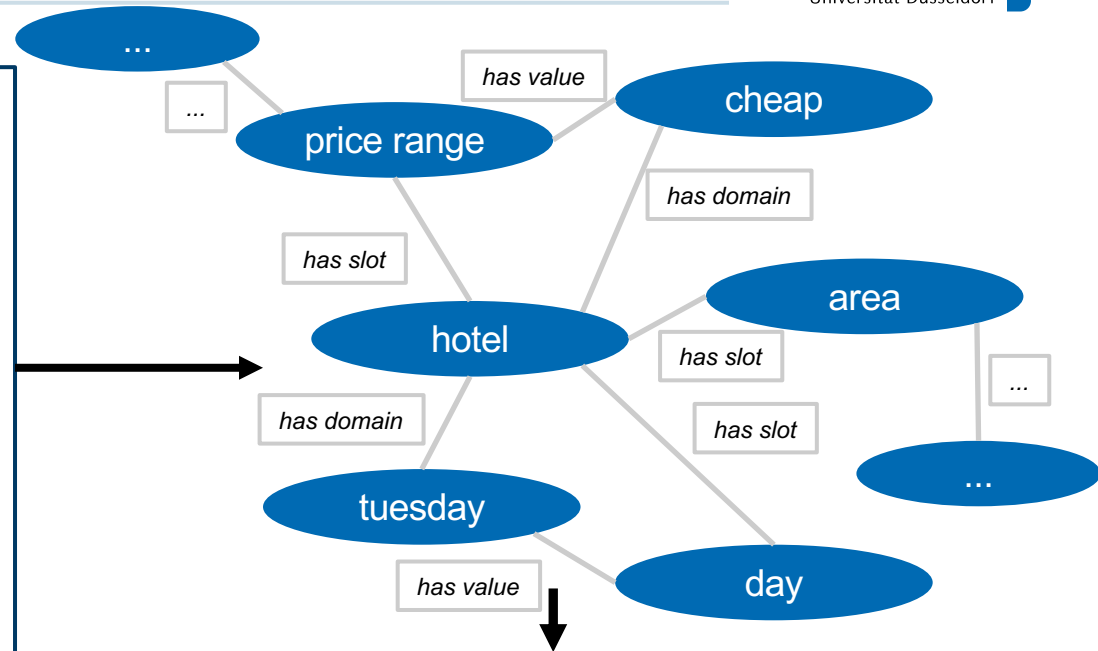 ...
has value
cheap
...
price range
has domain
has slot
area
hotel
has slot
...
has domain
has slot
...
tuesday
day
has value